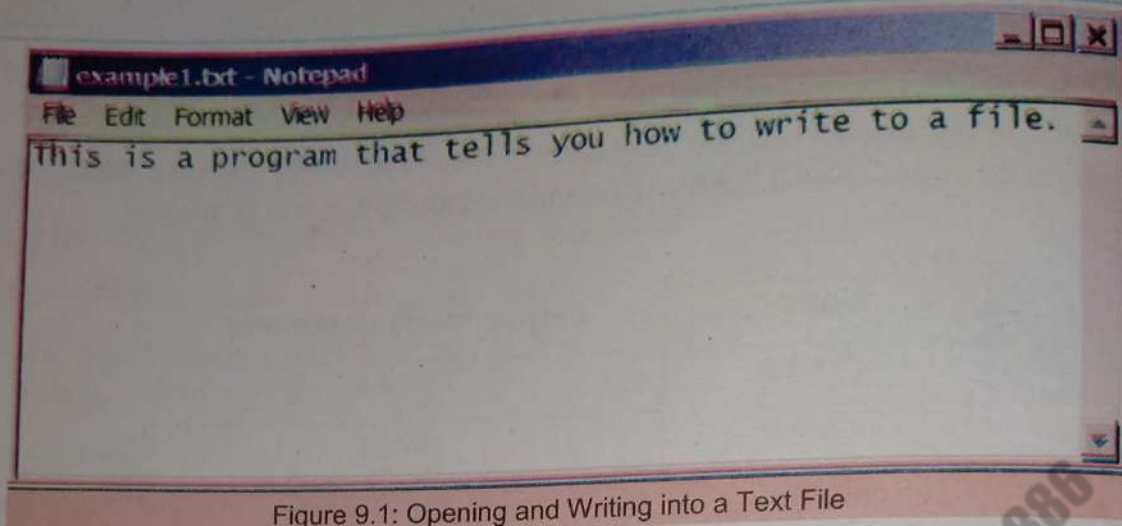 example1.txt - Notepad
File Edit Format View Help
This is a program that tells you how to write to a file.
Figure 9.1: Opening and Writing into a Text File